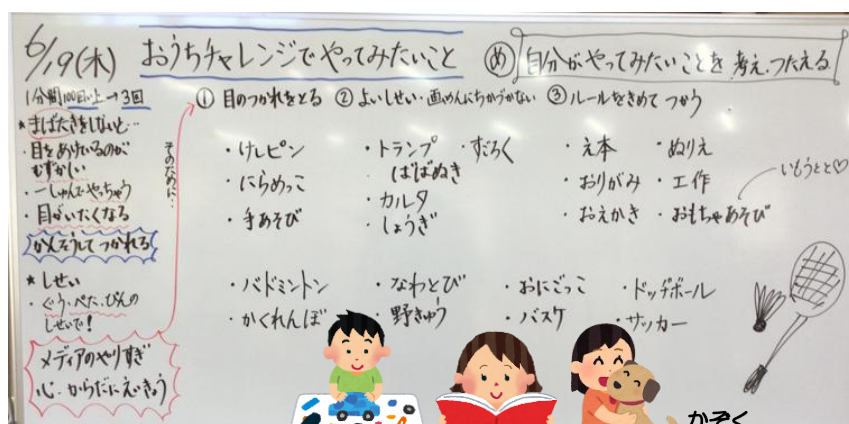 6/19(木)
おうちチャレンジでやってみたいこと
め 自分がやってみたいことを考え、つたえる
1分間100回以上→3回
★まばたきをしないと…
・目をあけているのがむずかしい
・一しゅんでやっちゃう
・目がいたくなる
かんそうしてつかれる
★しせい
・ぐう・ぺた・ぴんの
しせいで!
メディアのやりすぎ
心・からだにえいきょう
そのために…
① 目のつかれをとる ② よいしせい・画めんにちかづかない ③ ルールをきめてつかう
・けしピン ・トランプ ・すごろく ・え本 ・ぬりえ
・にらめっこ ばばぬき ・おりがみ ・工作
・手あそび ・カルタ ・おえかき ・おもちゃあそび
・しょうぎ
いもうとと♡
・バドミントン ・なわとび ・おにごっこ ・ドッヂボール
・かくれんぼ ・野きゅう ・バスケ ・サッカー
かぞく